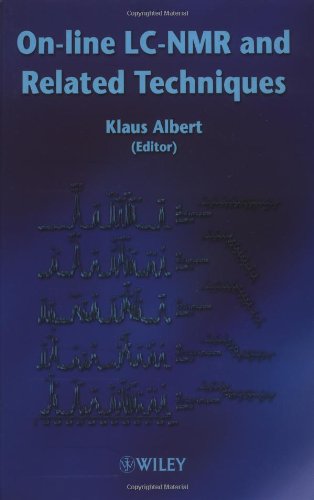 On-line LC-NMR and
Related Techniques
Klaus Albert
(Editor)
WILEY